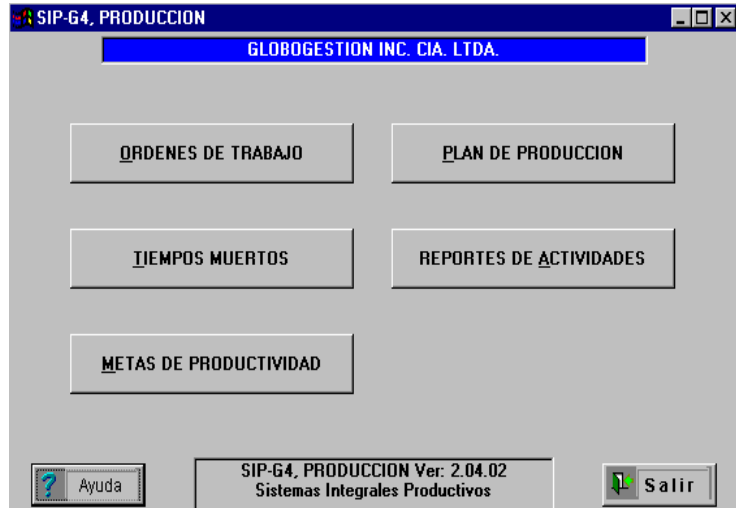 SIP-G4, PRODUCCION
GLOBOGESTION INC. CIA. LTDA.
ORDENES DE TRABAJO
PLAN DE PRODUCCION
TIEMPOS MUERTOS
REPORTES DE ACTIVIDADES
METAS DE PRODUCTIVIDAD
Ayuda
SIP-G4, PRODUCCION Ver: 2.04.02
Sistemas Integrales Productivos
Salir